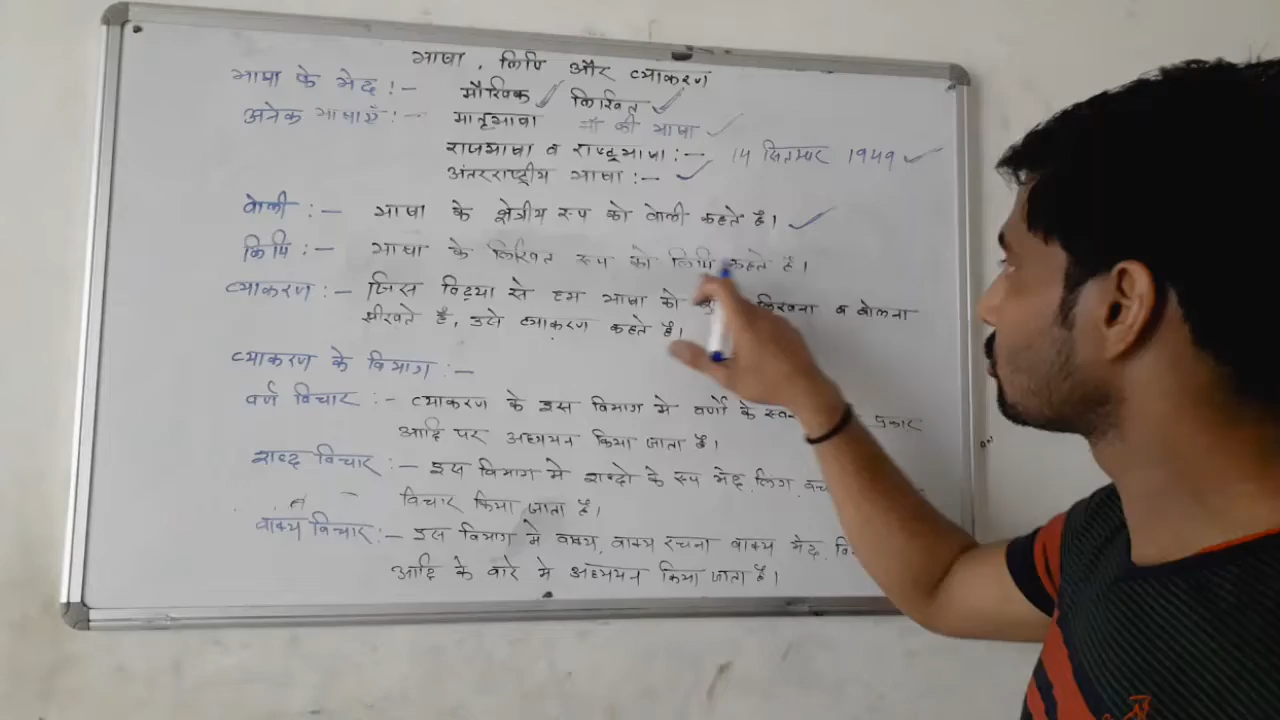 भाषा, लिपि और व्याकरण
भाषा के भेद :- मौखिक लिखित
अनेक भाषाएँ :- मातृभाषा माँ की भाषा
राजभाषा व राष्ट्रभाषा :- 14 सितम्बर 1949
अंतरराष्ट्रीय भाषा :-
बोली :- भाषा के क्षेत्रीय रूप को बोली कहते है।
लिपि :- भाषा के लिखित रूप को लिपि कहते है।
व्याकरण :- जिस विद्या से हम भाषा को लिखना व बोलना
सीखते है, उसे व्याकरण कहते है।
व्याकरण के विभाग :-
वर्ण विचार :- व्याकरण के इस विभाग मे वर्णो के प्रकार
आदि पर अध्ययन किया जाता है।
शब्द विचार :- इस विभाग मे शब्दो के रूप भेद, लिंग,
विचार किया जाता है।
वाक्य विचार :- इस विभाग मे वाक्य, वाक्य रचना वाक्य भेद,
आदि के बारे मे अध्ययन किया जाता है।